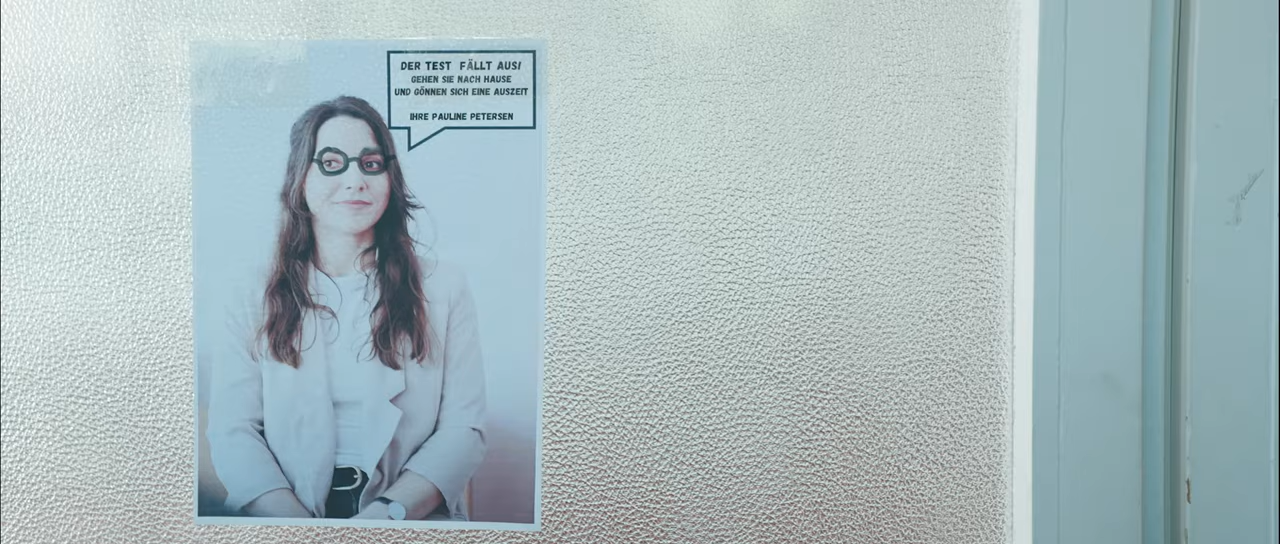 DER TEST FÄLLT AUS!
GEHEN SIE NACH HAUSE
UND GÖNNEN SICH EINE AUSZEIT
IHRE PAULINE PETERSEN